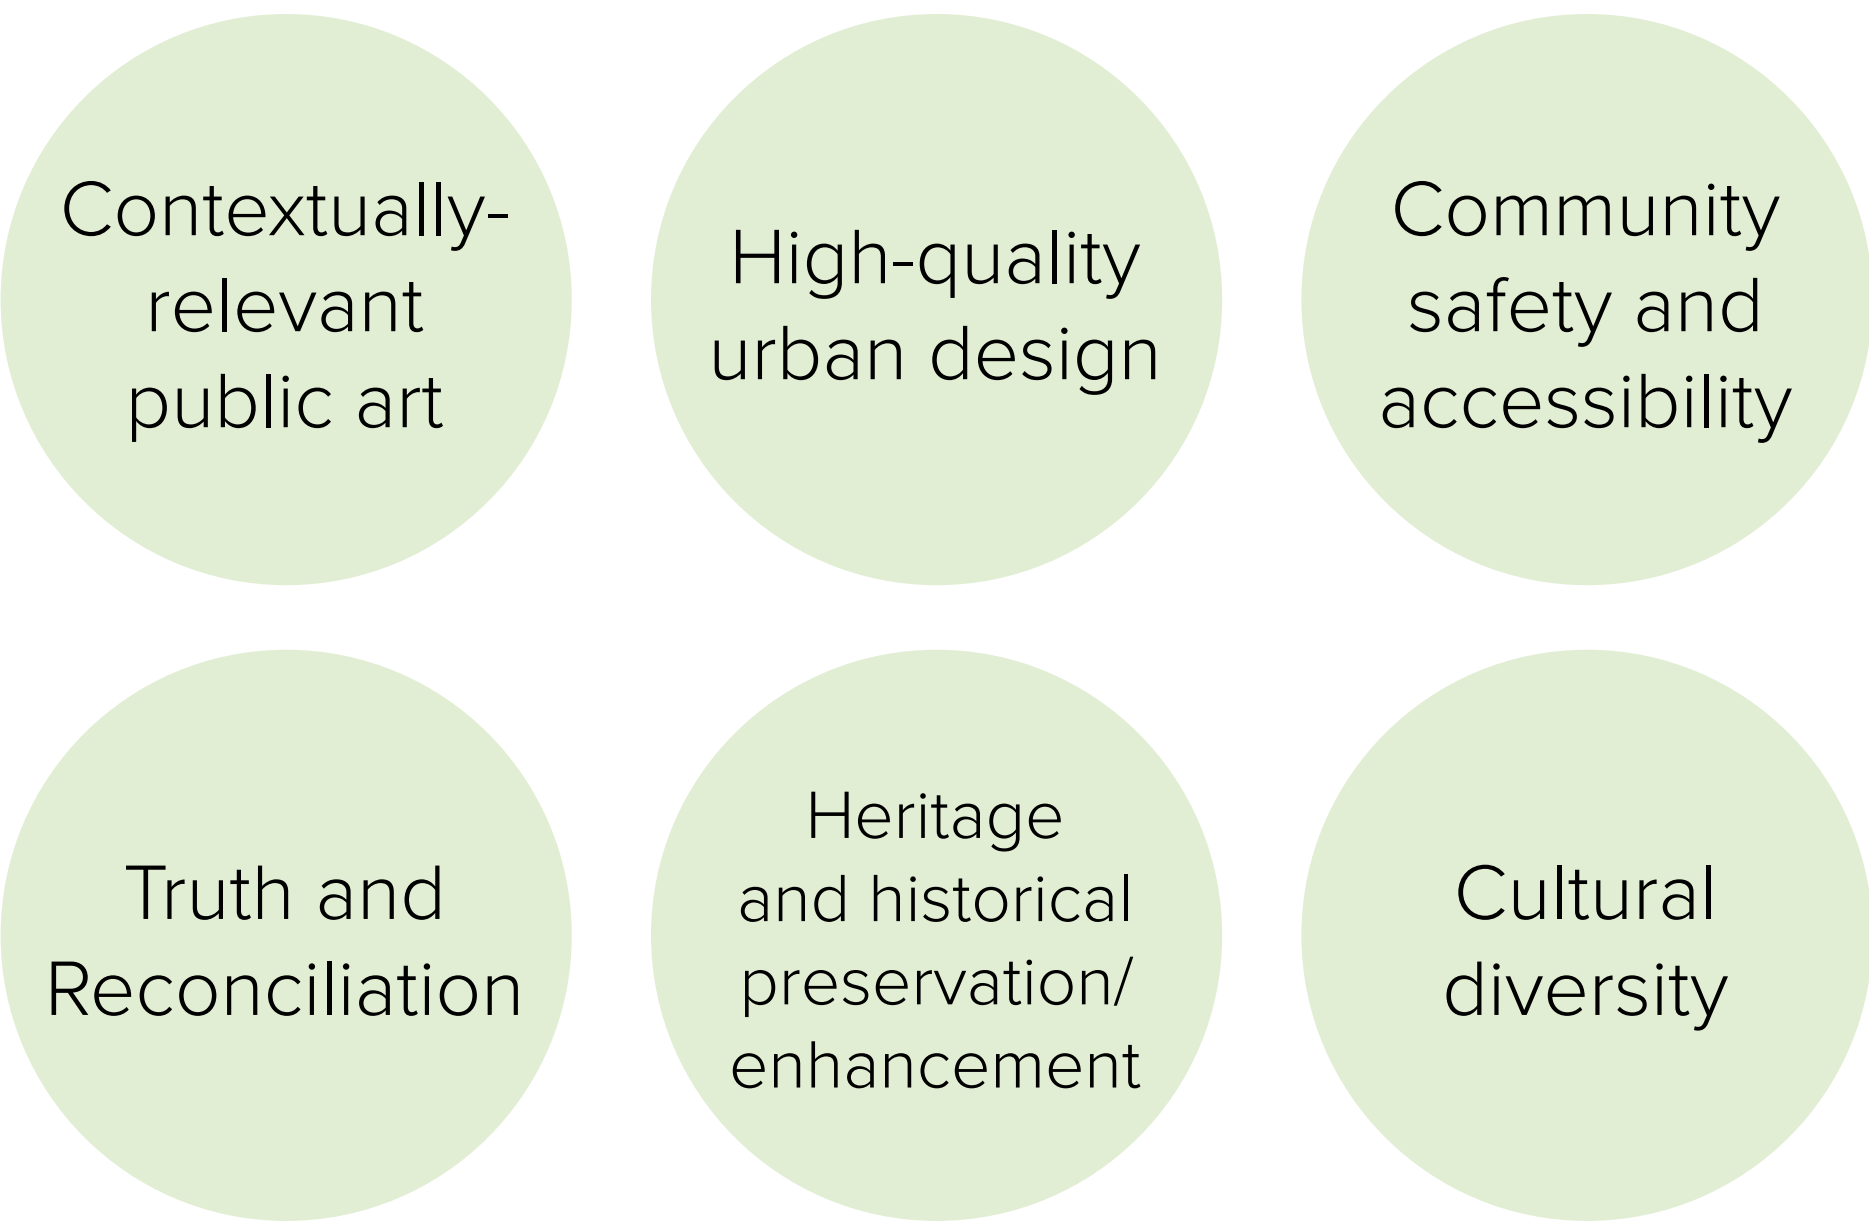 Contextually-
relevant
public art
High-quality
urban design
Community
safety and
accessibility
Truth and
Reconciliation
Heritage
and historical
preservation/
enhancement
Cultural
diversity